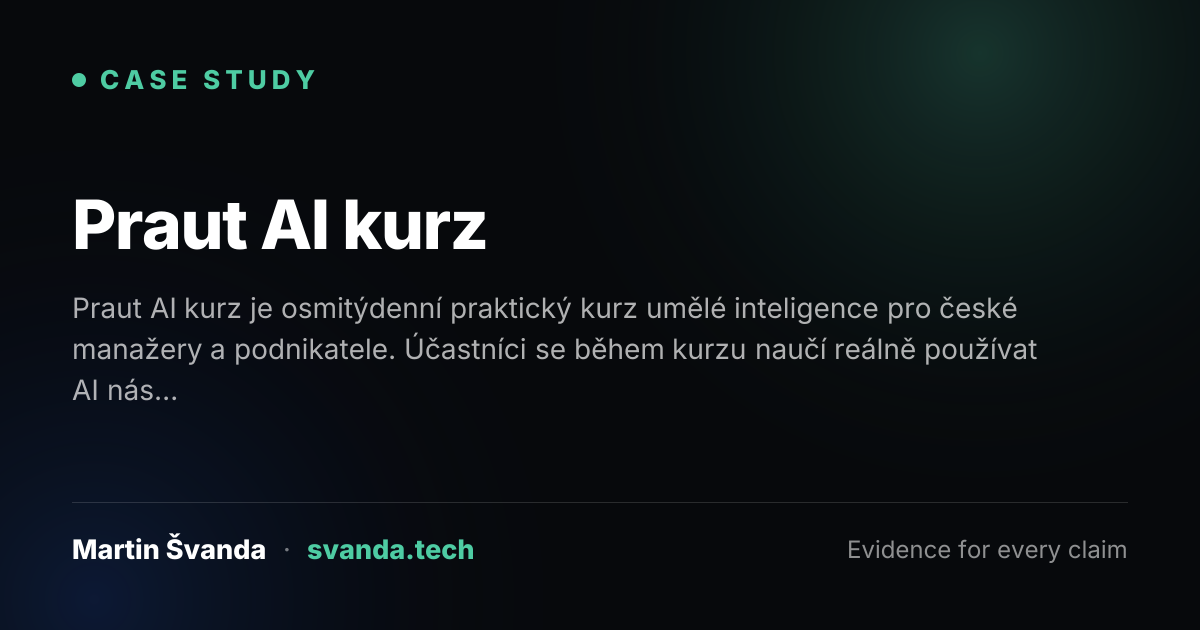 CASE STUDY
Praut AI kurz
Praut AI kurz je osmitýdenní praktický kurz umělé inteligence pro české
manažery a podnikatele. Účastníci se během kurzu naučí reálně používat
AI nás…
Martin Švanda · svanda.tech
Evidence for every claim